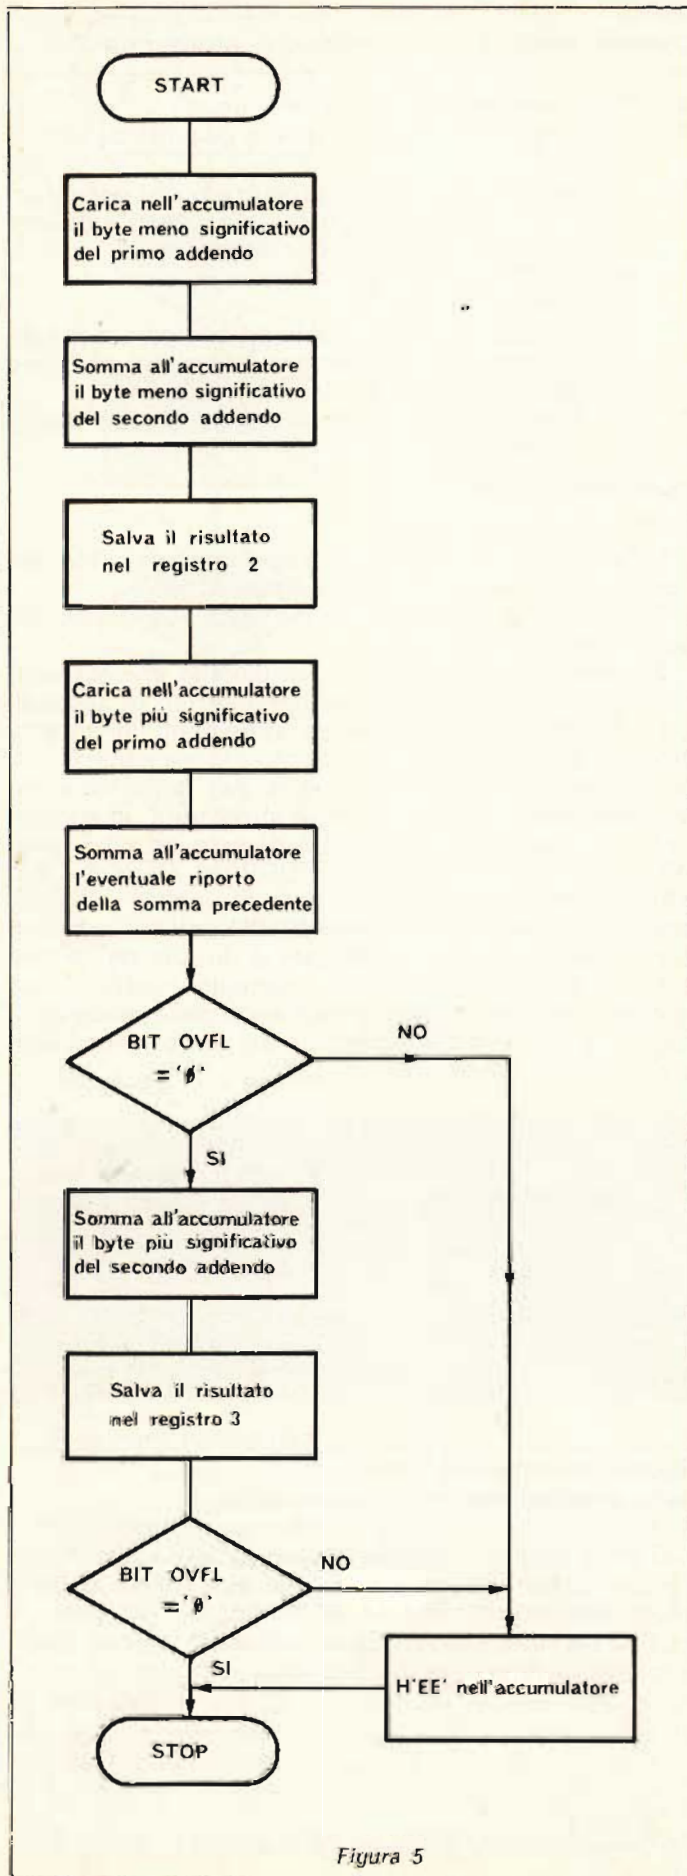 START
Carica nell'accumulatore
il byte meno significativo
del primo addendo
Somma all'accumulatore
il byte meno significativo
del secondo addendo
Salva il risultato
nel registro 2
Carica nell'accumulatore
il byte più significativo
del primo addendo
Somma all'accumulatore
l'eventuale riporto
della somma precedente
BIT OVFL
='ø'
NO
SI
Somma all'accumulatore
il byte più significativo
del secondo addendo
Salva il risultato
nel registro 3
BIT OVFL
='ø'
NO
SI
H'EE' nell'accumulatore
STOP
Figura 5